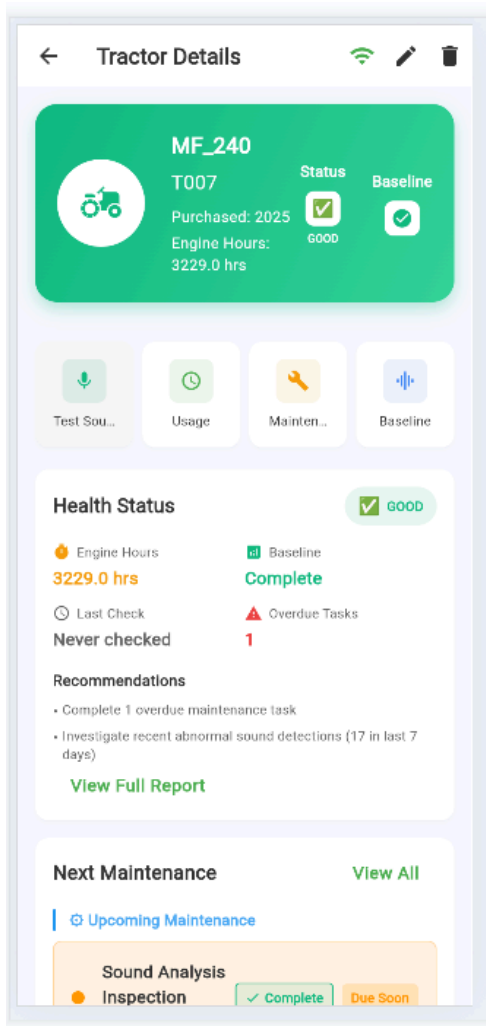 Tractor Details
MF_240
T007
Purchased: 2025
Engine Hours:
3229.0 hrs
Status
GOOD
Baseline
Test Sou...
Usage
Mainten...
Baseline
Health Status
GOOD
Engine Hours
Baseline
3229.0 hrs
Complete
Last Check
Overdue Tasks
Never checked
1
Recommendations
• Complete 1 overdue maintenance task
• Investigate recent abnormal sound detections (17 in last 7
days)
View Full Report
Next Maintenance
View All
Upcoming Maintenance
Sound Analysis
Inspection
Complete
Due Soon